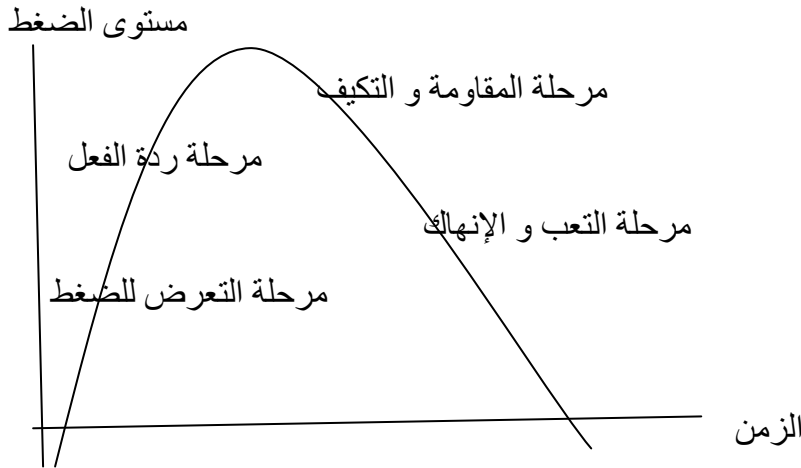 مستوى الضغط
مرحلة المقاومة و التكيف
مرحلة ردة الفعل
مرحلة التعب و الإنهاك
مرحلة التعرض للضغط
الزمن